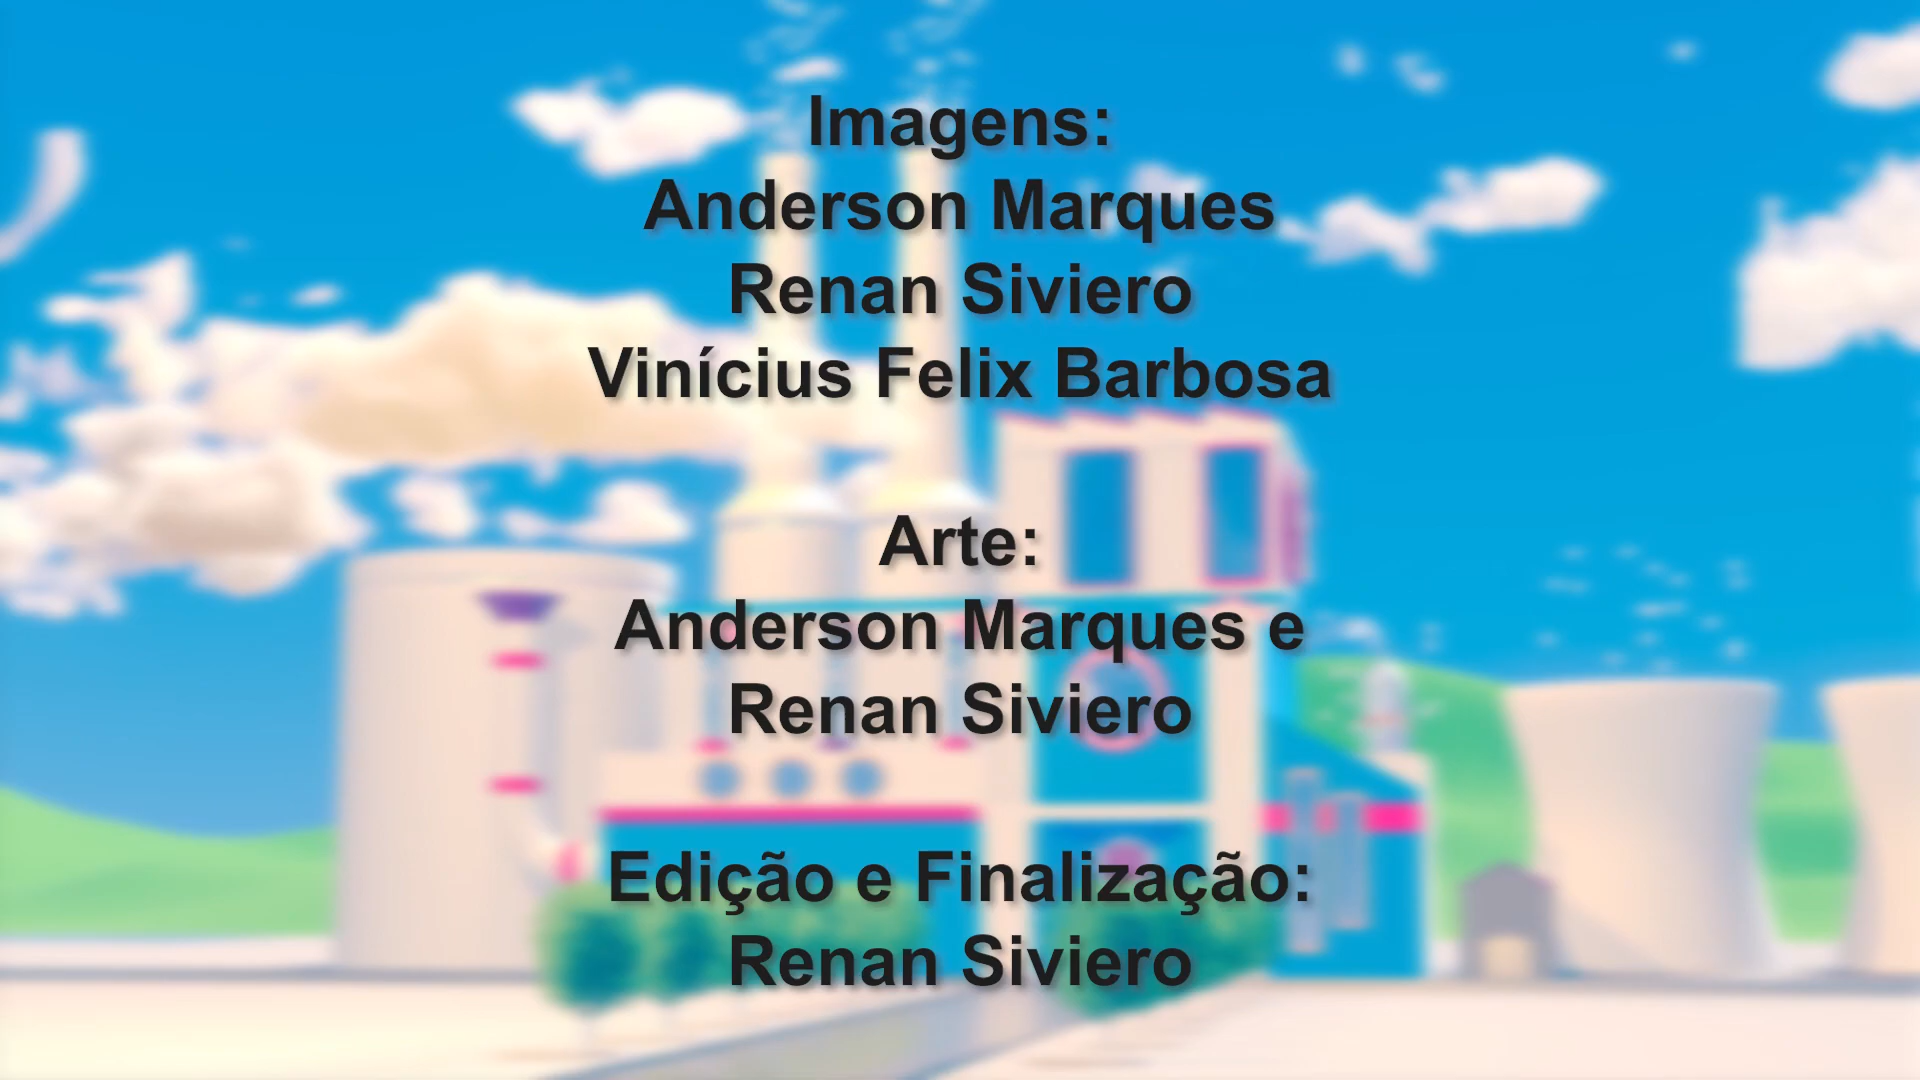 Imagens:
Anderson Marques
Renan Siviero
Vinícius Felix Barbosa
Arte:
Anderson Marques e
Renan Siviero
Edição e Finalização:
Renan Siviero